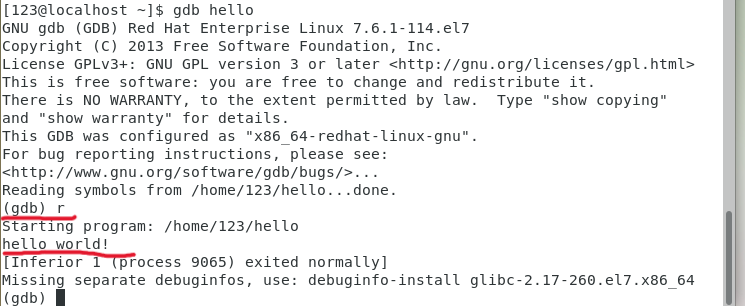 [123@localhost ~]$ gdb hello
GNU gdb (GDB) Red Hat Enterprise Linux 7.6.1-114.el7
Copyright (C) 2013 Free Software Foundation, Inc.
License GPLv3+: GNU GPL version 3 or later <http://gnu.org/licenses/gpl.html>
This is free software: you are free to change and redistribute it.
There is NO WARRANTY, to the extent permitted by law.  Type "show copying"
and "show warranty" for details.
This GDB was configured as "x86_64-redhat-linux-gnu".
For bug reporting instructions, please see:
<http://www.gnu.org/software/gdb/bugs/>...
Reading symbols from /home/123/hello...done.
(gdb) r
Starting program: /home/123/hello
hello world!
[Inferior 1 (process 9065) exited normally]
Missing separate debuginfos, use: debuginfo-install glibc-2.17-260.el7.x86_64
(gdb)